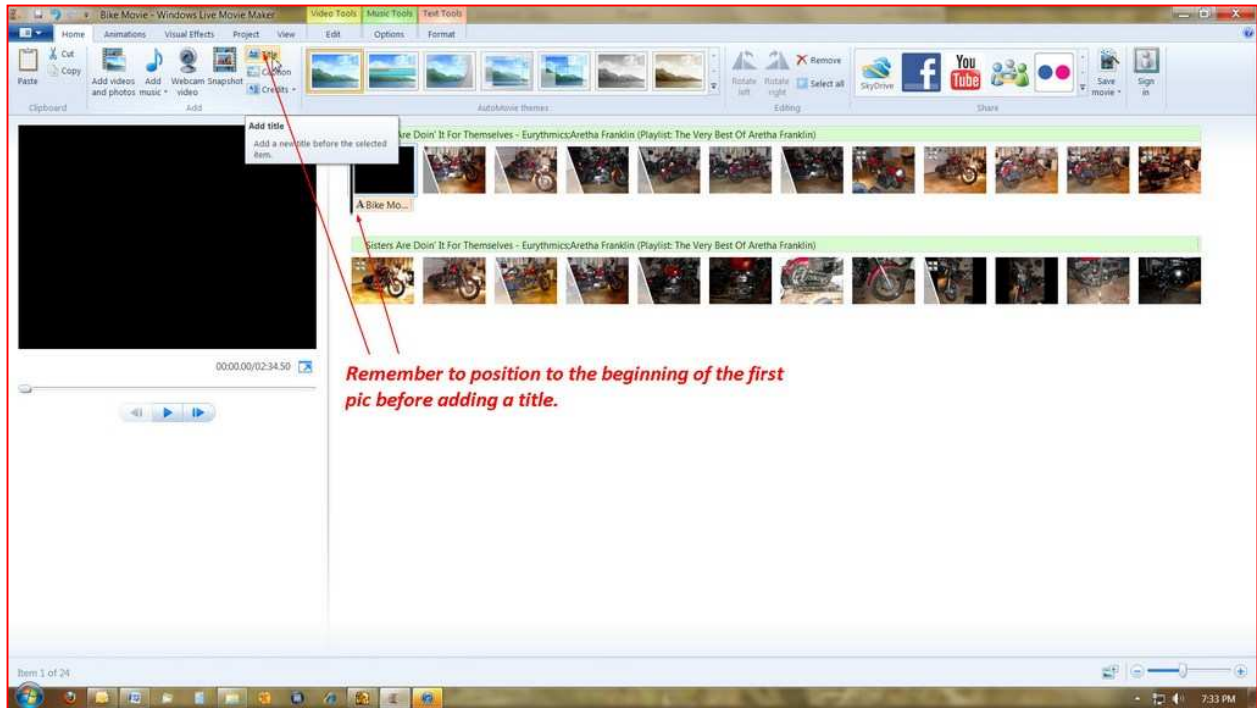 Bike Movie - Windows Live Movie Maker
Video Tools Music Tools Text Tools
Home Animations Visual Effects Project View Edit Options Format
Paste
Cut
Copy
Clipboard
Add videos and photos
Add music
Webcam video
Snapshot
Title
Caption
Credits
Add
AutoMovie themes
Rotate left
Rotate right
Remove
Select all
Editing
SkyDrive
You
Tube
Share
Save movie
Sign in
Add title
Add a new title before the selected
item.
Are Doin' It For Themselves - Eurythmics;Aretha Franklin (Playlist: The Very Best Of Aretha Franklin)
A Bike Mo...
Sisters Are Doin' It For Themselves - Eurythmics;Aretha Franklin (Playlist: The Very Best Of Aretha Franklin)
00:00.00/02:34.50
Remember to position to the beginning of the first
pic before adding a title.
Item 1 of 24
7:33 PM